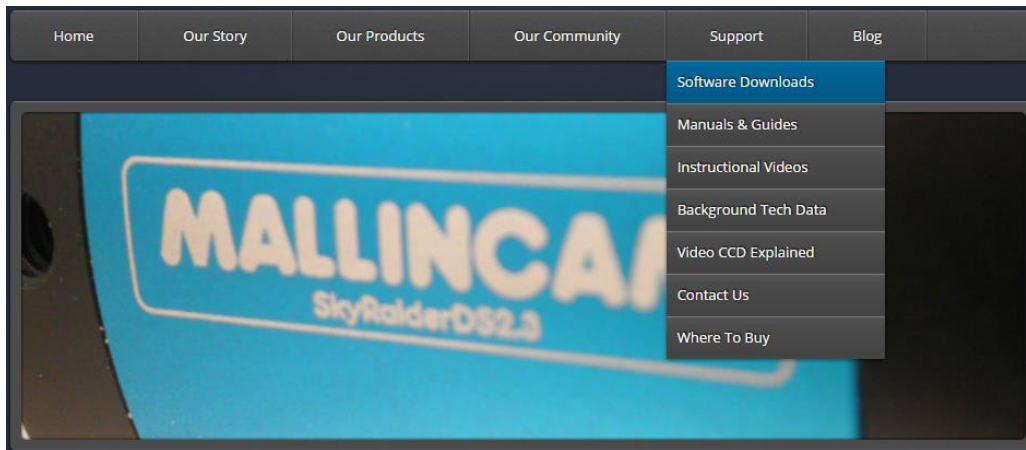 Home Our Story Our Products Our Community Support Blog
Software Downloads
Manuals & Guides
Instructional Videos
Background Tech Data
Video CCD Explained
Contact Us
Where To Buy
SkyRaiderDS2.3